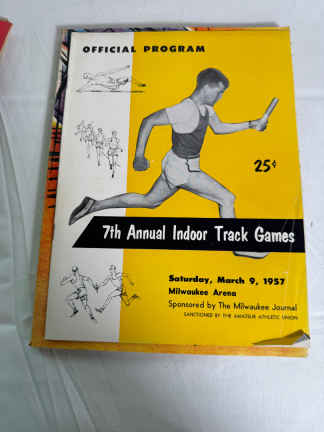 OFFICIAL PROGRAM
25¢
7th Annual Indoor Track Games
Saturday, March 9, 1957
Milwaukee Arena
Sponsored by The Milwaukee Journal
SANCTIONED BY THE AMATEUR ATHLETIC UNION